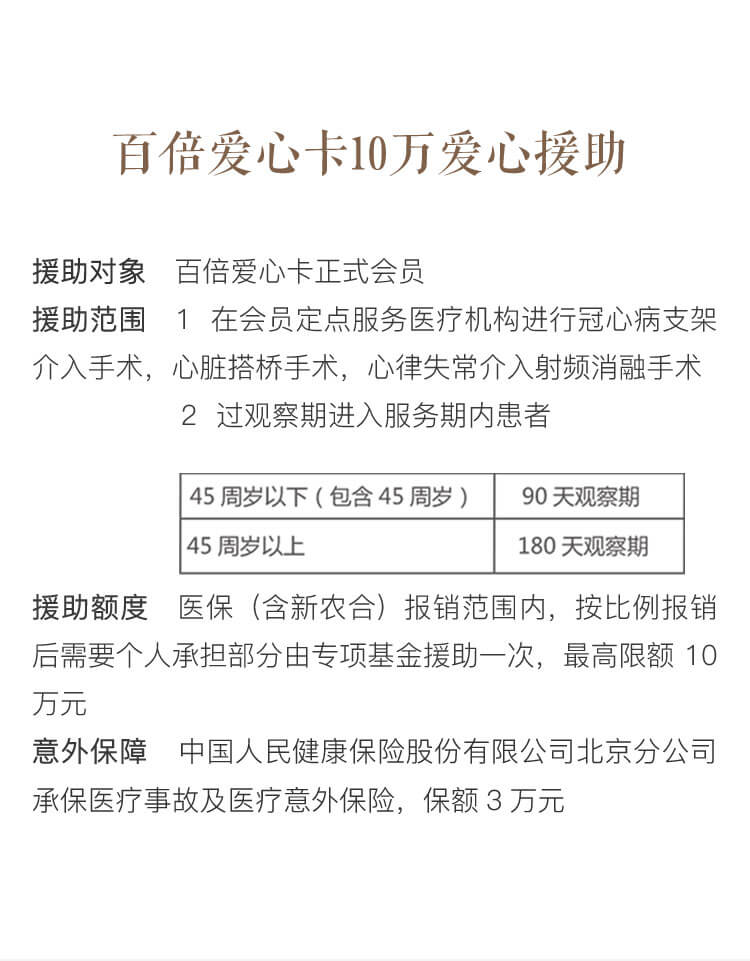 百倍爱心卡10万爱心援助
援助对象 百倍爱心卡正式会员
援助范围 1 在会员定点服务医疗机构进行冠心病支架
介入手术，心脏搭桥手术，心律失常介入射频消融手术
2 过观察期进入服务期内患者
45 周岁以下（包含 45 周岁） 90 天观察期
45 周岁以上 180 天观察期
援助额度 医保（含新农合）报销范围内，按比例报销
后需要个人承担部分由专项基金援助一次，最高限额 10
万元
意外保障 中国人民健康保险股份有限公司北京分公司
承保医疗事故及医疗意外保险，保额 3 万元